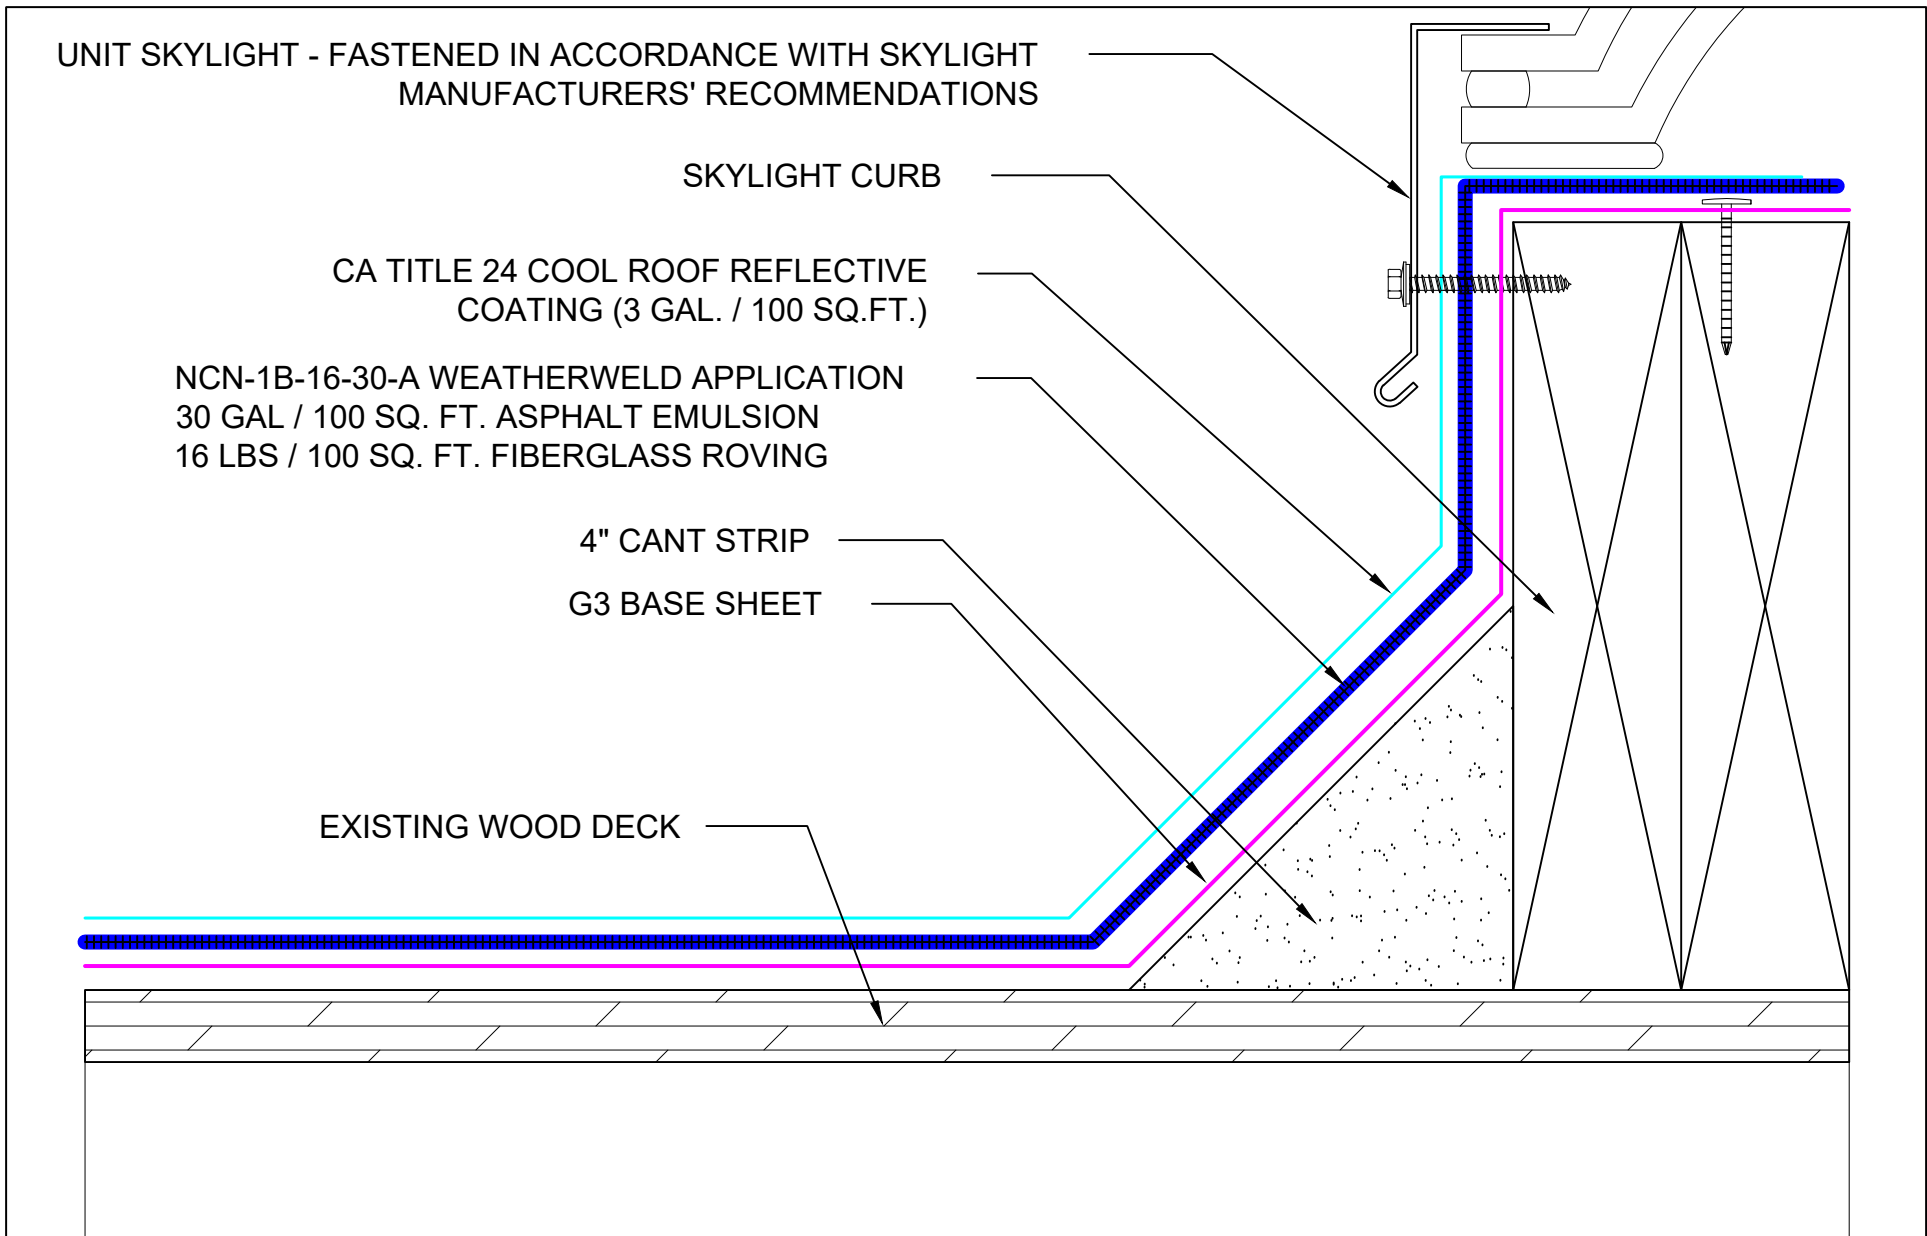 UNIT SKYLIGHT - FASTENED IN ACCORDANCE WITH SKYLIGHT
MANUFACTURERS' RECOMMENDATIONS
SKYLIGHT CURB
CA TITLE 24 COOL ROOF REFLECTIVE
COATING (3 GAL. / 100 SQ.FT.)
NCN-1B-16-30-A WEATHERWELD APPLICATION
30 GAL / 100 SQ. FT. ASPHALT EMULSION
16 LBS / 100 SQ. FT. FIBERGLASS ROVING
4" CANT STRIP
G3 BASE SHEET
EXISTING WOOD DECK